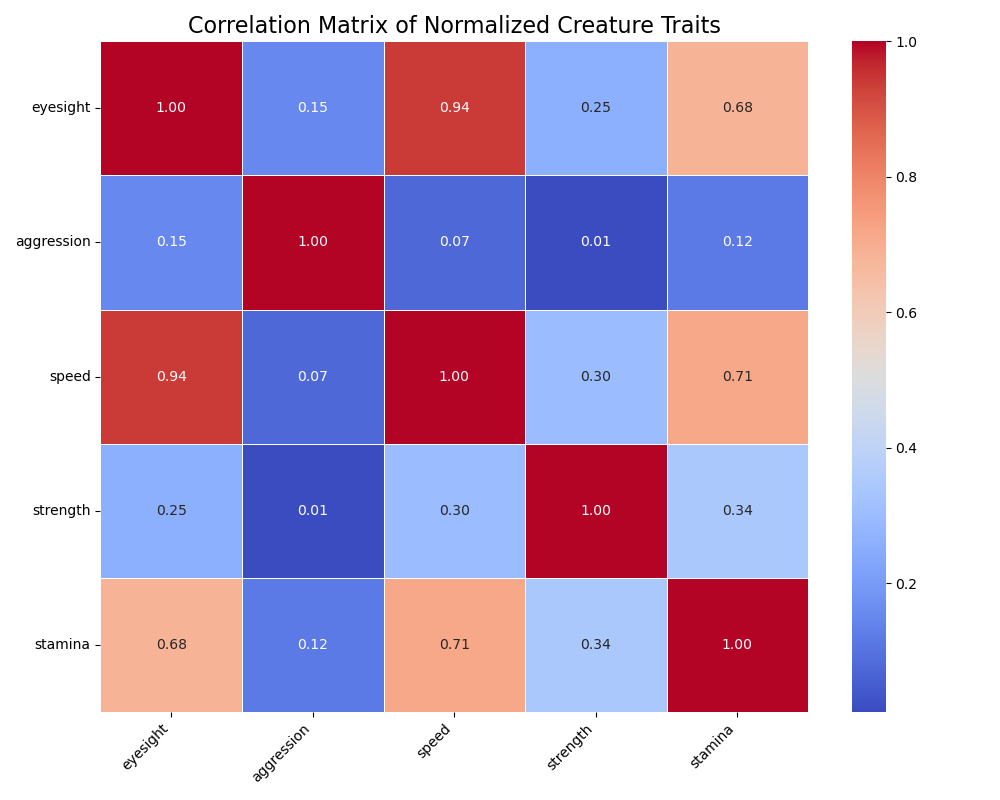 Correlation Matrix of Normalized Creature Traits
eyesight 1.00 0.15 0.94 0.25 0.68
aggression 0.15 1.00 0.07 0.01 0.12
speed 0.94 0.07 1.00 0.30 0.71
strength 0.25 0.01 0.30 1.00 0.34
stamina 0.68 0.12 0.71 0.34 1.00
eyesight aggression speed strength stamina
1.0
0.8
0.6
0.4
0.2